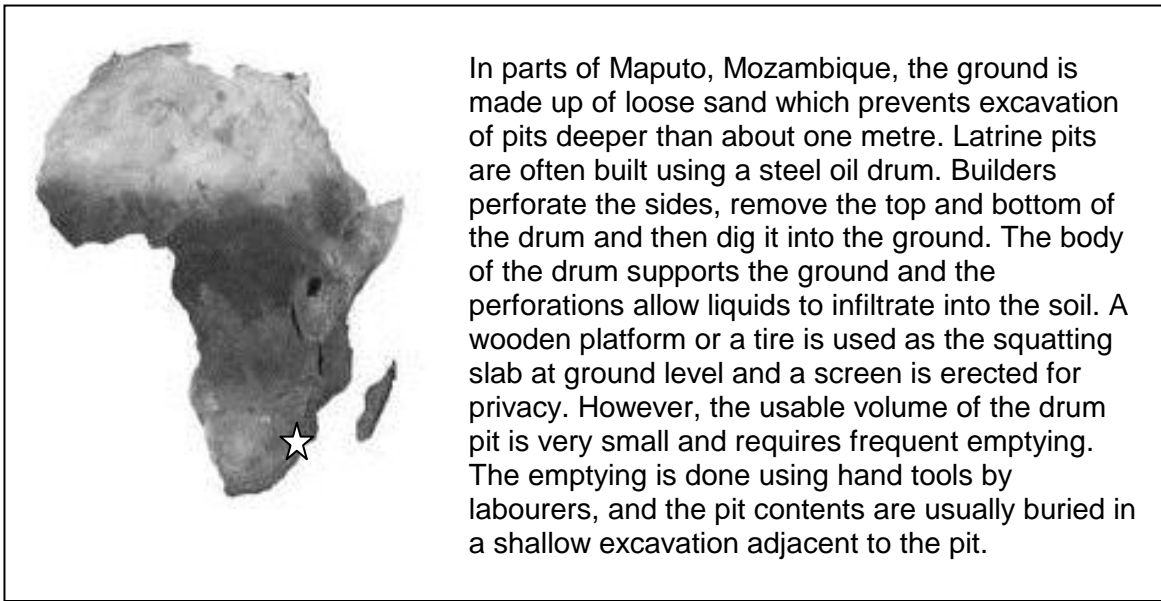 In parts of Maputo, Mozambique, the ground is
made up of loose sand which prevents excavation
of pits deeper than about one metre. Latrine pits
are often built using a steel oil drum. Builders
perforate the sides, remove the top and bottom of
the drum and then dig it into the ground. The body
of the drum supports the ground and the
perforations allow liquids to infiltrate into the soil. A
wooden platform or a tire is used as the squatting
slab at ground level and a screen is erected for
privacy. However, the usable volume of the drum
pit is very small and requires frequent emptying.
The emptying is done using hand tools by
labourers, and the pit contents are usually buried in
a shallow excavation adjacent to the pit.